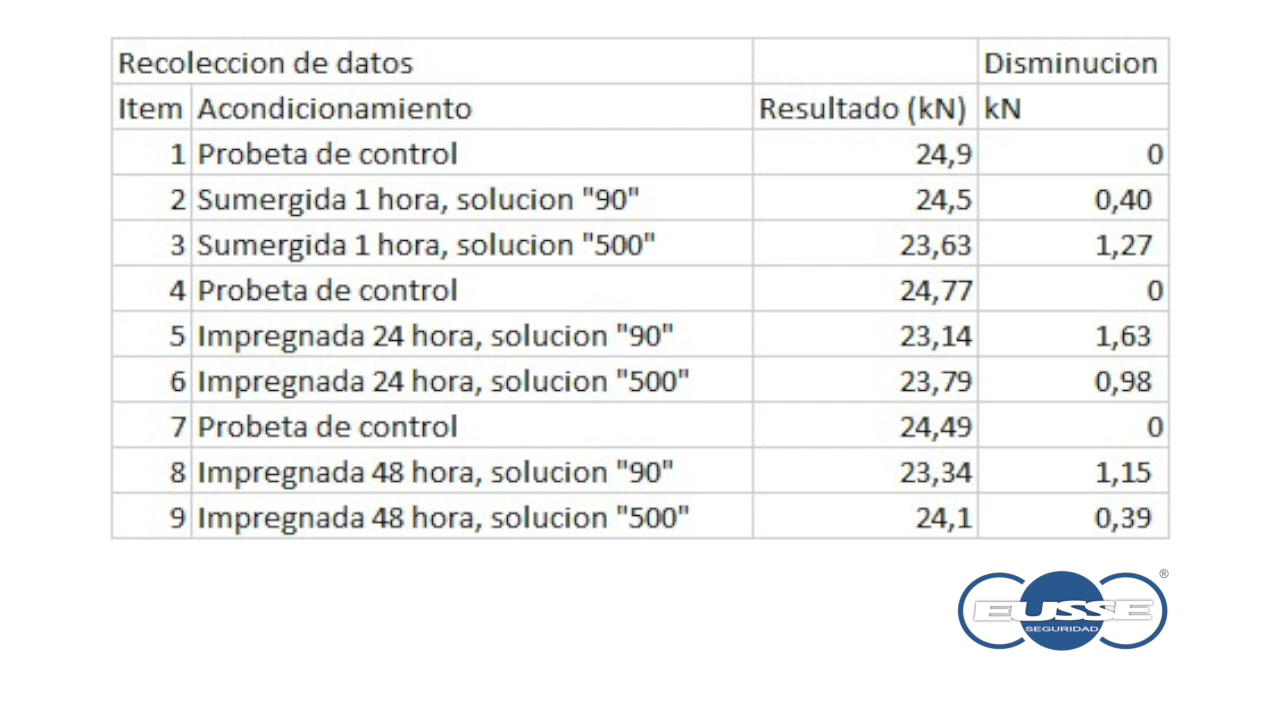 Recoleccion de datos Disminucion
Item Acondicionamiento Resultado (kN) kN
1 Probeta de control 24,9 0
2 Sumergida 1 hora, solucion "90" 24,5 0,40
3 Sumergida 1 hora, solucion "500" 23,63 1,27
4 Probeta de control 24,77 0
5 Impregnada 24 hora, solucion "90" 23,14 1,63
6 Impregnada 24 hora, solucion "500" 23,79 0,98
7 Probeta de control 24,49 0
8 Impregnada 48 hora, solucion "90" 23,34 1,15
9 Impregnada 48 hora, solucion "500" 24,1 0,39
®
EUSSE
SEGURIDAD